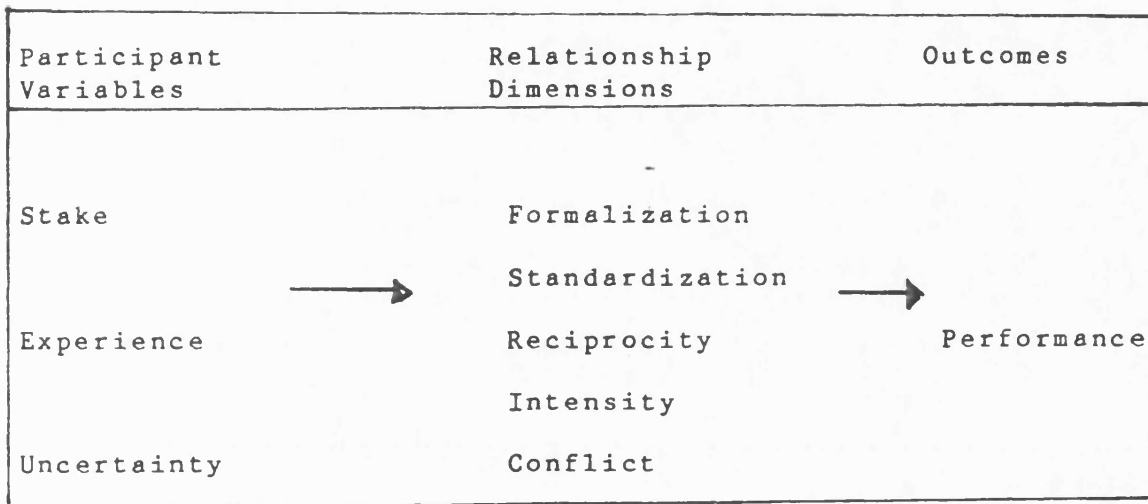 Participant Variables
Relationship Dimensions
Outcomes
Stake
Experience
Uncertainty
Formalization
Standardization
Reciprocity
Intensity
Conflict
Performance